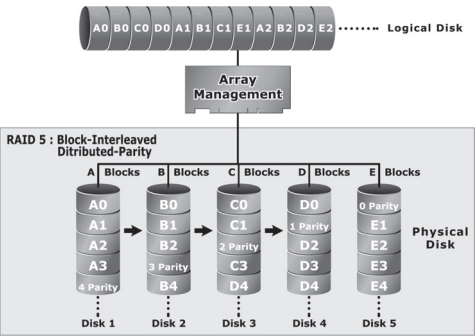 A0 B0 C0 D0 A1 B1 C1 E1 A2 B2 D2 E2 Logical Disk
Array
Management
RAID 5 : Block-Interleaved
Ditributed-Parity
A Blocks B Blocks C Blocks D Blocks E Blocks
A0 B0 C0 D0 0 Parity
A1 B1 C1 1 Parity E1
A2 B2 2 Parity D2 E2
A3 3 Parity C3 D3 E3
4 Parity B4 D4 D4 E4
Physical
Disk
Disk 1 Disk 2 Disk 3 Disk 4 Disk 5